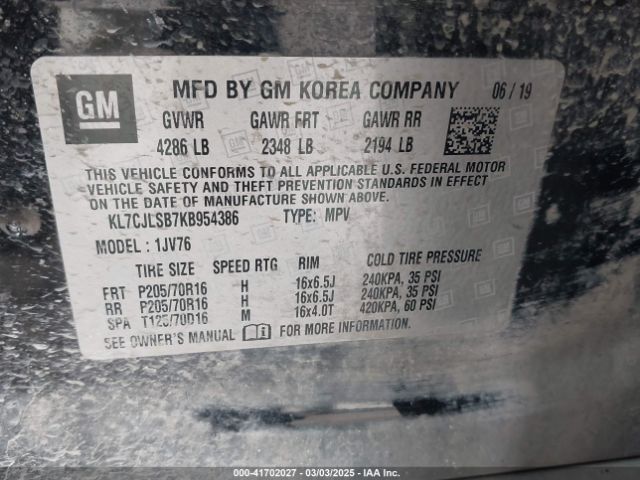 GM MFD BY GM KOREA COMPANY 06/19
GVWR GAWR FRT GAWR RR
4286 LB 2348 LB 2194 LB
THIS VEHICLE CONFORMS TO ALL APPLICABLE U.S. FEDERAL MOTOR
VEHICLE SAFETY AND THEFT PREVENTION STANDARDS IN EFFECT
ON THE DATE OF MANUFACTURE SHOWN ABOVE.
KL7CJLSB7KB954386 TYPE: MPV
MODEL: 1JV76
TIRE SIZE SPEED RTG RIM COLD TIRE PRESSURE
FRT P205/70R16 H 16x6.5J 240KPA, 35 PSI
RR P205/70R16 H 16x6.5J 240KPA, 35 PSI
SPA T125/70D16 M 16x4.0T 420KPA, 60 PSI
SEE OWNER'S MANUAL FOR MORE INFORMATION.
000-41702027 | 03/03/2025 | IAA Inc.